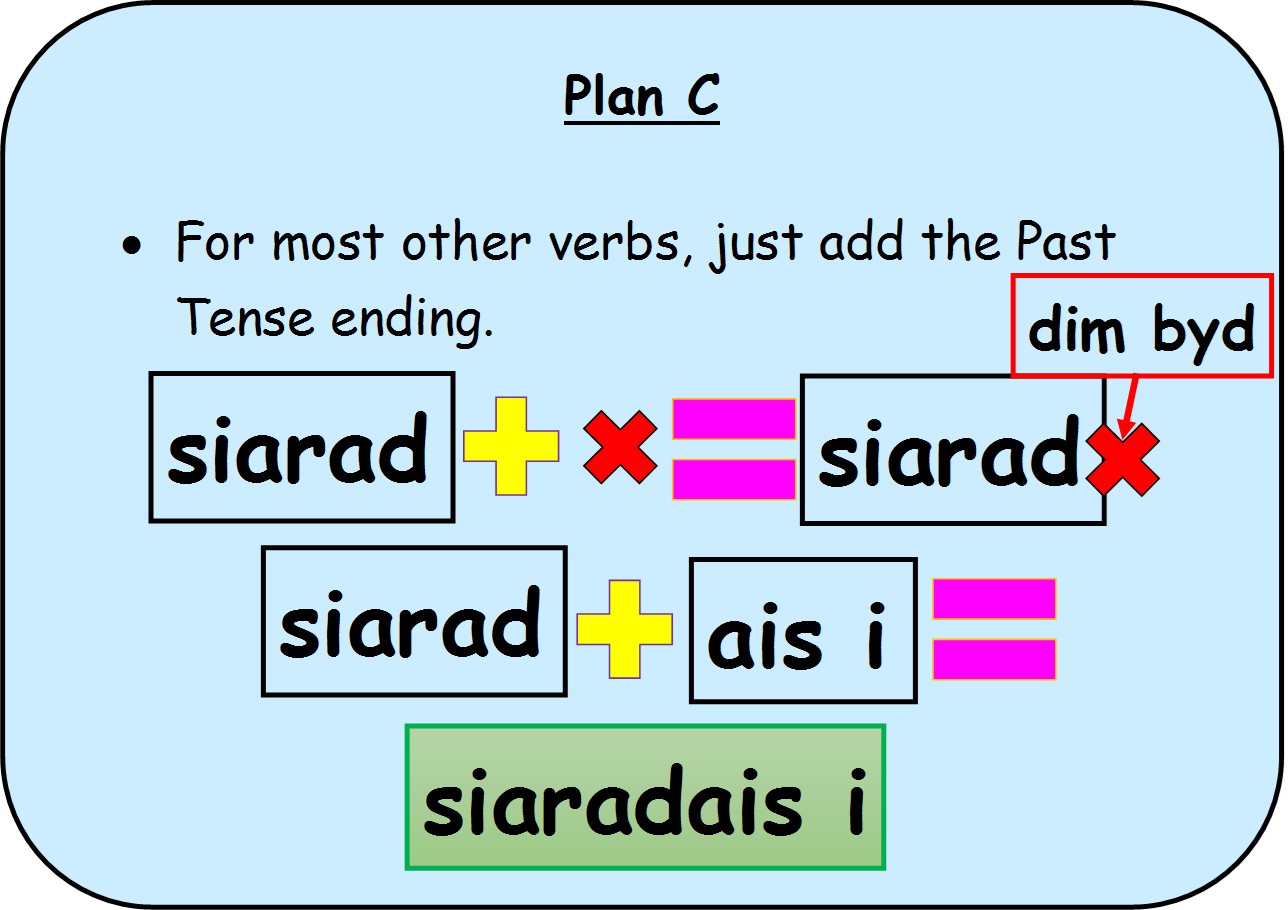 Plan C
• For most other verbs, just add the Past
Tense ending.
dim byd
siarad + × = siarad ×
siarad + ais i =
siaradais i